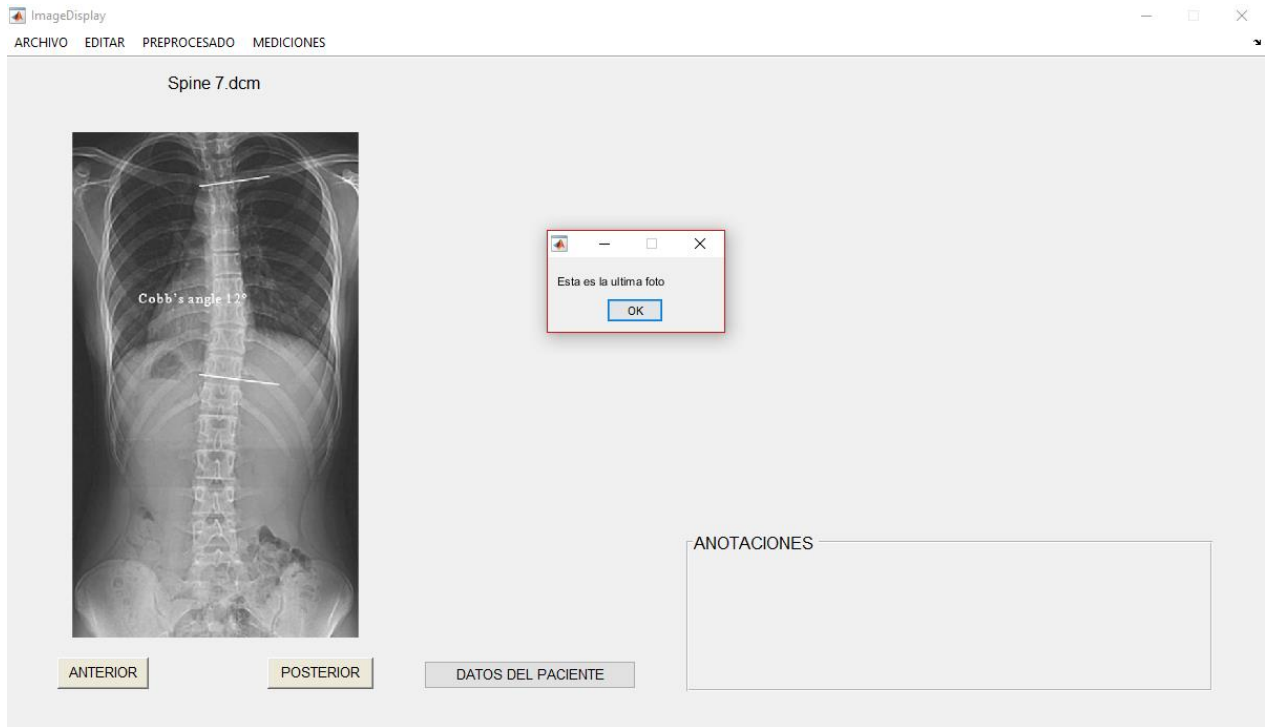 ImageDisplay
ARCHIVO EDITAR PREPROCESADO MEDICIONES
Spine 7.dcm
Cobb's angle 12°
Esta es la ultima foto
OK
ANOTACIONES
ANTERIOR POSTERIOR DATOS DEL PACIENTE